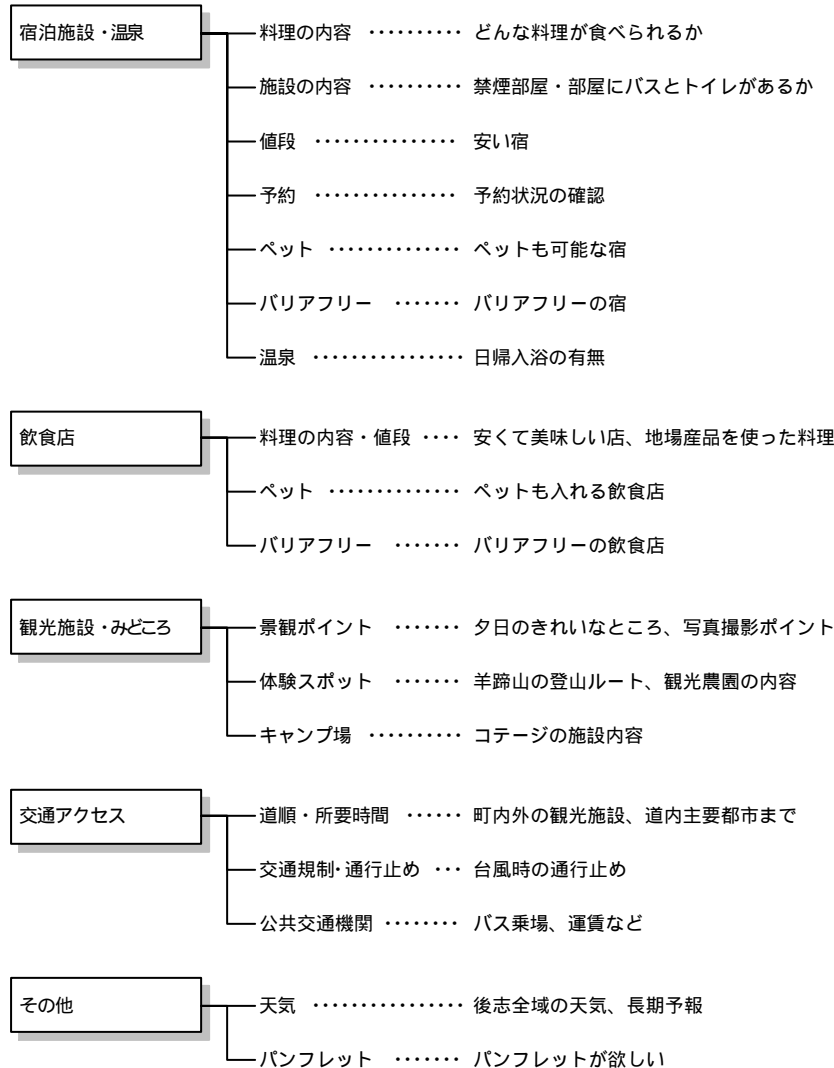 宿泊施設・温泉
料理の内容 ・・・・・・・・・・ どんな料理が食べられるか
施設の内容 ・・・・・・・・・・ 禁煙部屋・部屋にバスとトイレがあるか
値段 ・・・・・・・・・・・・・・・ 安い宿
予約 ・・・・・・・・・・・・・・・ 予約状況の確認
ペット ・・・・・・・・・・・・・・ ペットも可能な宿
バリアフリー ・・・・・・・ バリアフリーの宿
温泉 ・・・・・・・・・・・・・・・・ 日帰入浴の有無
飲食店
料理の内容・値段 ・・・・ 安くて美味しい店、地場産品を使った料理
ペット ・・・・・・・・・・・・・・ ペットも入れる飲食店
バリアフリー ・・・・・・・ バリアフリーの飲食店
観光施設・みどころ
景観ポイント ・・・・・・・ 夕日のきれいなところ、写真撮影ポイント
体験スポット ・・・・・・・ 羊蹄山の登山ルート、観光農園の内容
キャンプ場 ・・・・・・・・・・ コテージの施設内容
交通アクセス
道順・所要時間 ・・・・・・ 町内外の観光施設、道内主要都市まで
交通規制・通行止め ・・・ 台風時の通行止め
公共交通機関 ・・・・・・・・ バス乗場、運賃など
その他
天気 ・・・・・・・・・・・・・・・・ 後志全域の天気、長期予報
パンフレット ・・・・・・・ パンフレットが欲しい